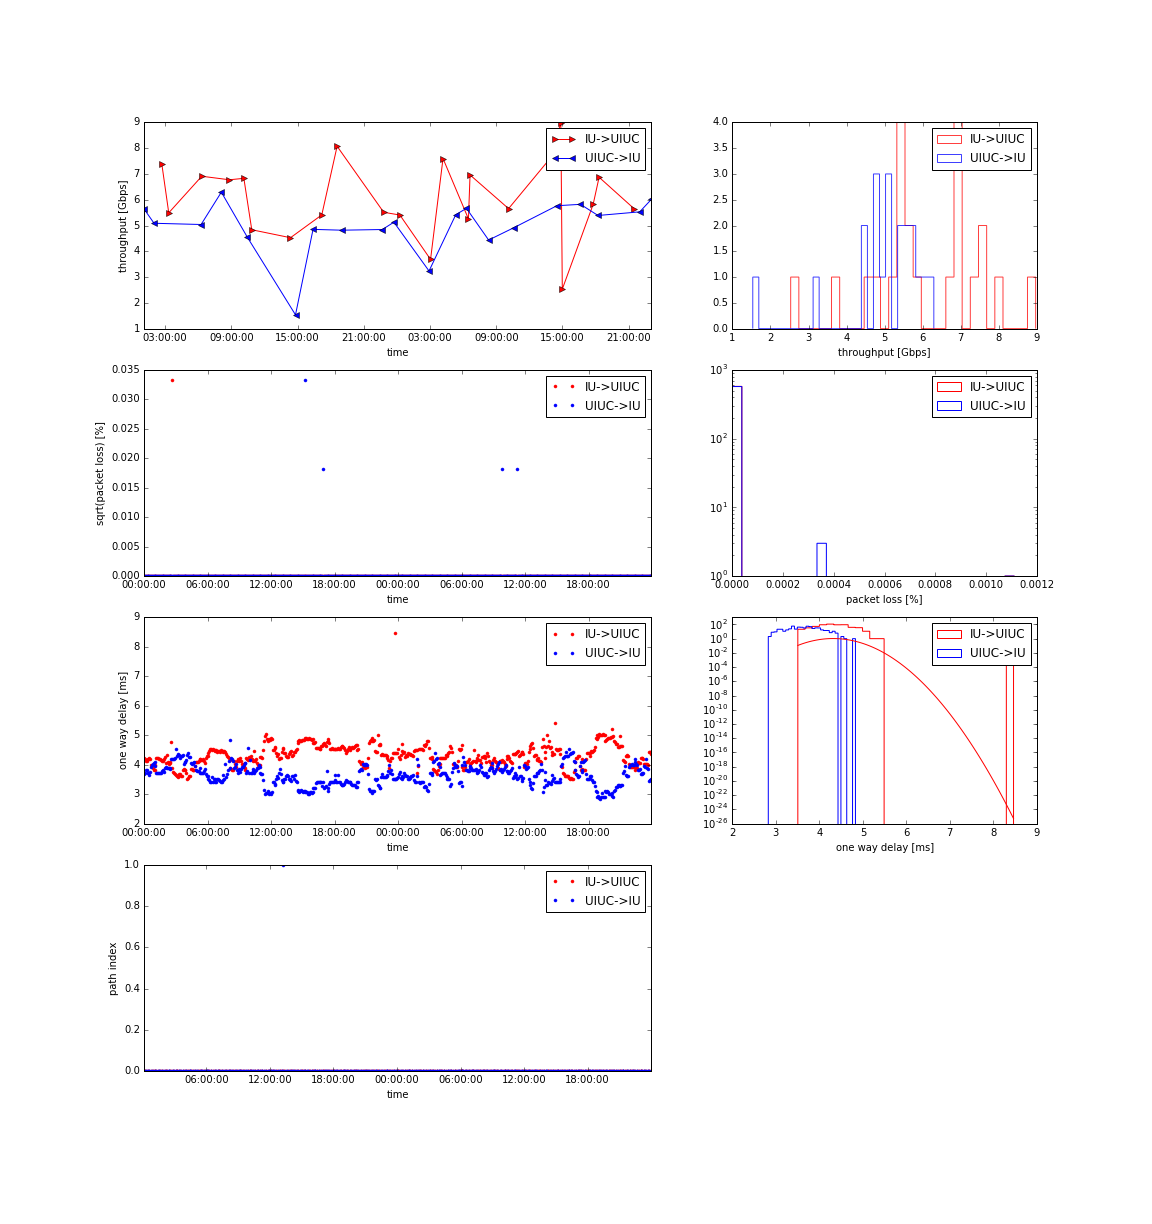 9
8
7
6
5
4
3
2
1
throughput [Gbps]
IU->UIUC
UIUC->IU
03:00:00 09:00:00 15:00:00 21:00:00 03:00:00 09:00:00 15:00:00 21:00:00
time
4.0
3.5
3.0
2.5
2.0
1.5
1.0
0.5
0.0
IU->UIUC
UIUC->IU
1 2 3 4 5 6 7 8 9
throughput [Gbps]
0.035
0.030
0.025
0.020
0.015
0.010
0.005
0.000
sqrt(packet loss) [%]
IU->UIUC
UIUC->IU
00:00:00 06:00:00 12:00:00 18:00:00 00:00:00 06:00:00 12:00:00 18:00:00
time
10^3
10^2
10^1
10^0
IU->UIUC
UIUC->IU
0.0000 0.0002 0.0004 0.0006 0.0008 0.0010 0.0012
packet loss [%]
9
8
7
6
5
4
3
2
one way delay [ms]
IU->UIUC
UIUC->IU
00:00:00 06:00:00 12:00:00 18:00:00 00:00:00 06:00:00 12:00:00 18:00:00
time
10^2
10^0
10^-2
10^-4
10^-6
10^-8
10^-10
10^-12
10^-14
10^-16
10^-18
10^-20
10^-22
10^-24
10^-26
IU->UIUC
UIUC->IU
2 3 4 5 6 7 8 9
one way delay [ms]
1.0
0.8
0.6
0.4
0.2
0.0
path index
IU->UIUC
UIUC->IU
06:00:00 12:00:00 18:00:00 00:00:00 06:00:00 12:00:00 18:00:00
time